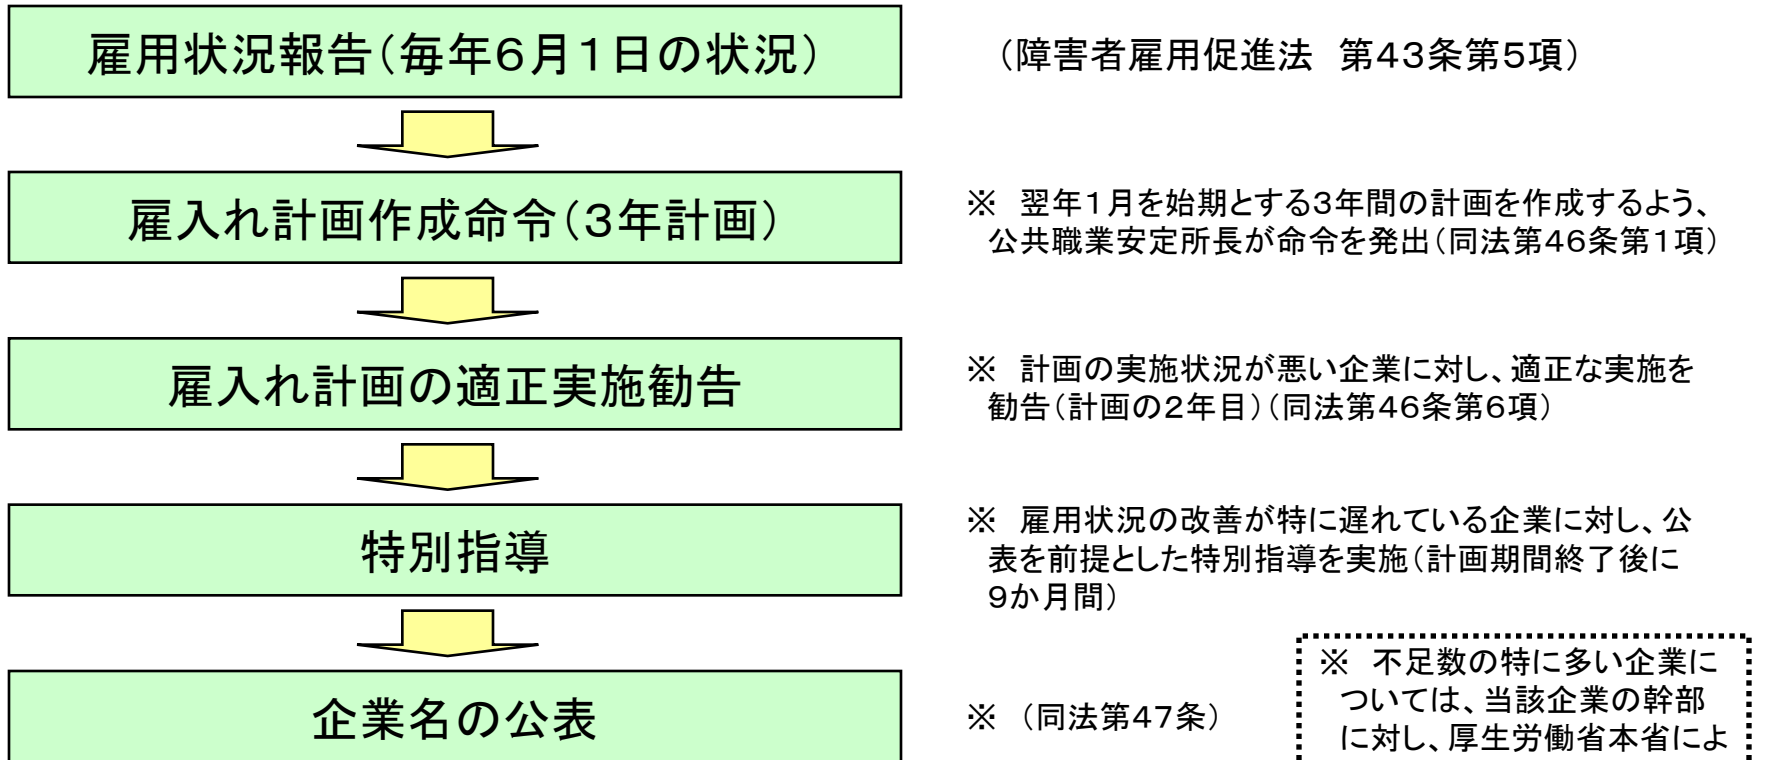 雇用状況報告(毎年6月1日の状況)
(障害者雇用促進法 第43条第5項)
雇入れ計画作成命令(3年計画)
※ 翌年1月を始期とする3年間の計画を作成するよう、
公共職業安定所長が命令を発出(同法第46条第1項)
雇入れ計画の適正実施勧告
※ 計画の実施状況が悪い企業に対し、適正な実施を
勧告(計画の2年目)(同法第46条第6項)
特別指導
※ 雇用状況の改善が特に遅れている企業に対し、公
表を前提とした特別指導を実施(計画期間終了後に
9か月間)
企業名の公表
※ (同法第47条)
※ 不足数の特に多い企業に
ついては、当該企業の幹部
に対し、厚生労働省本省によ